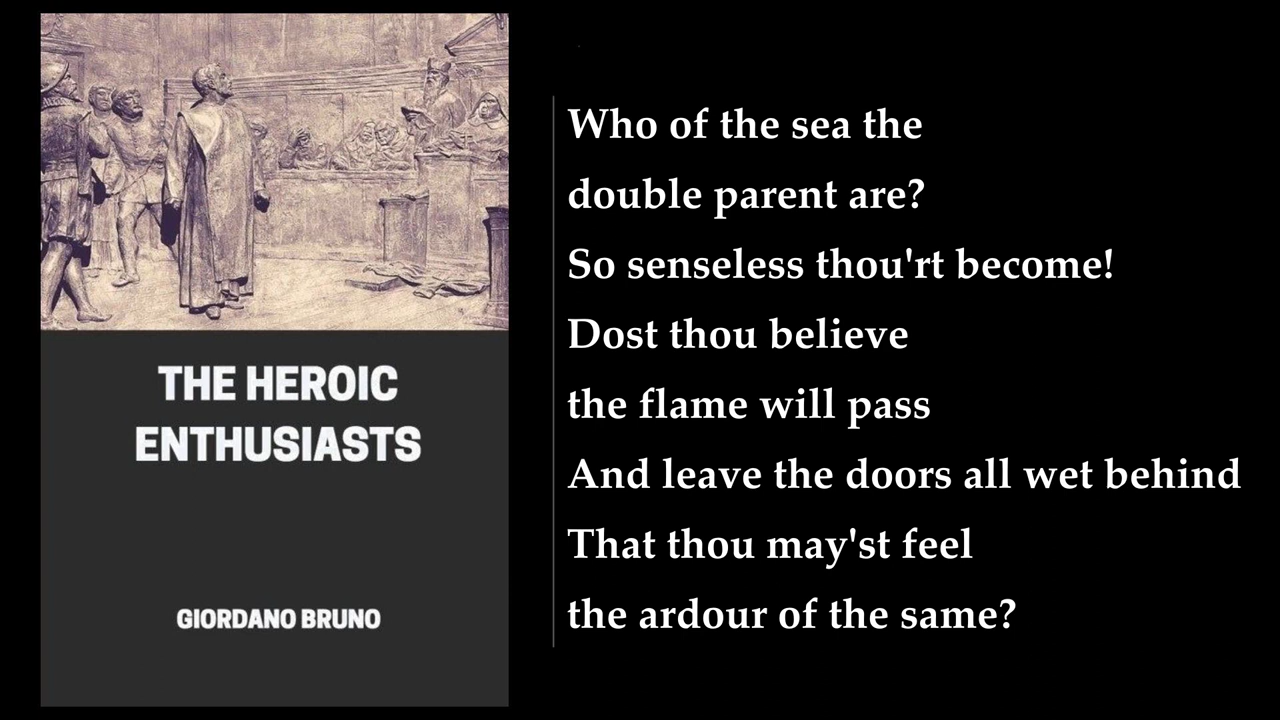 THE HEROIC
ENTHUSIASTS
GIORDANO BRUNO
Who of the sea the
double parent are?
So senseless thou'rt become!
Dost thou believe
the flame will pass
And leave the doors all wet behind
That thou may'st feel
the ardour of the same?